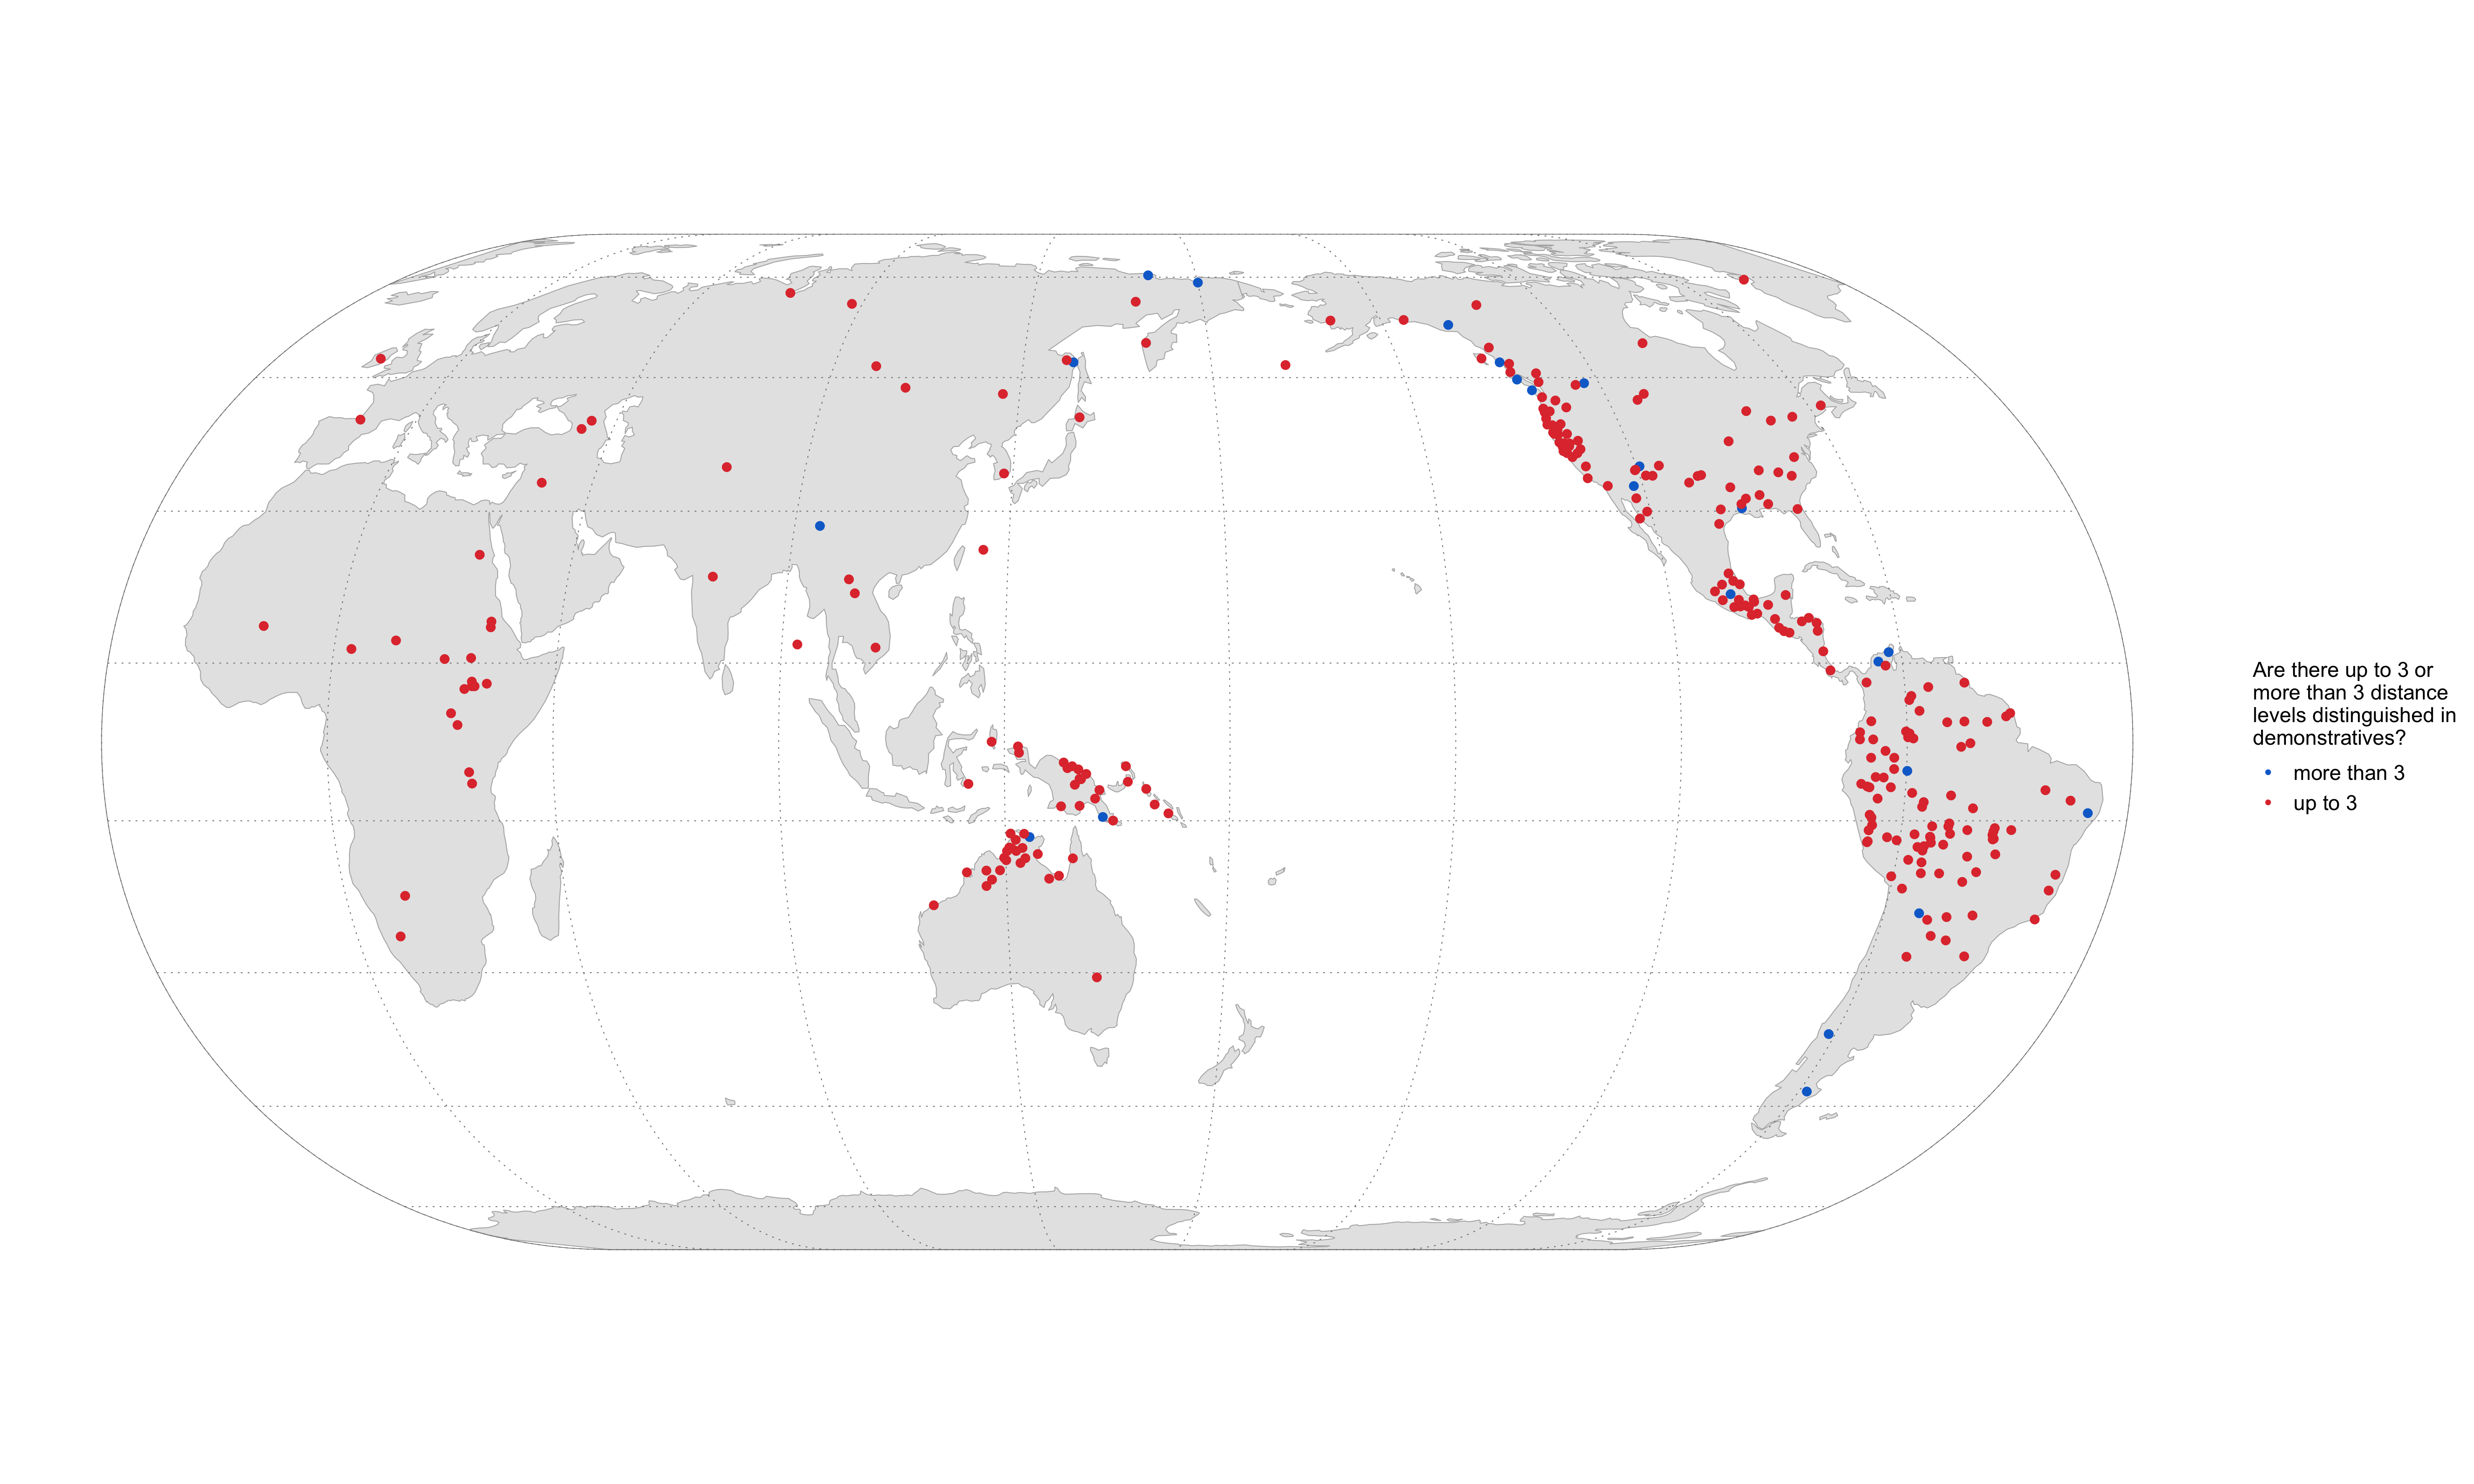 Are there up to 3 or
more than 3 distance
levels distinguished in
demonstratives?
more than 3
up to 3